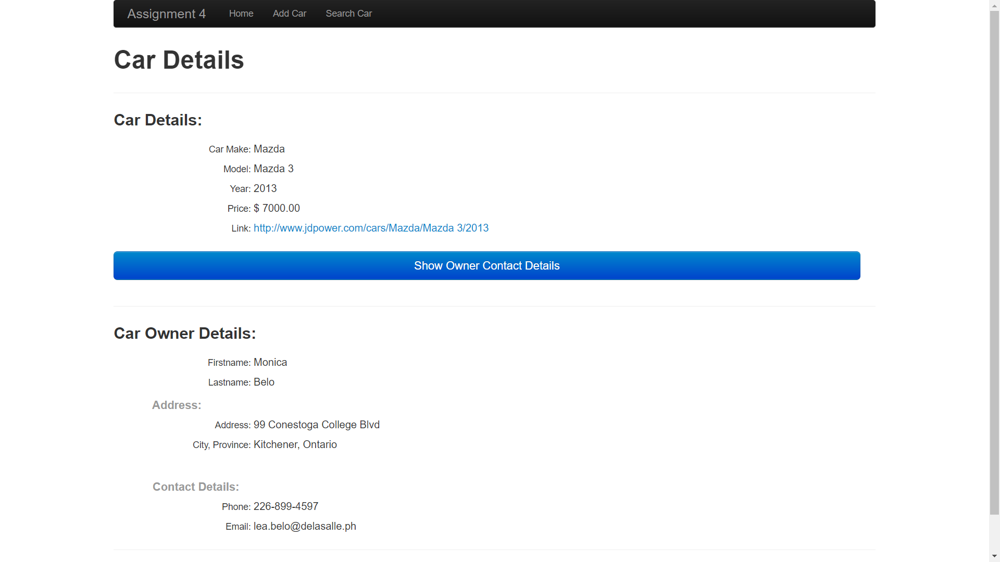 Assignment 4 Home Add Car Search Car
Car Details
Car Details:
Car Make: Mazda
Model: Mazda 3
Year: 2013
Price: $ 7000.00
Link: http://www.jdpower.com/cars/Mazda/Mazda 3/2013
Show Owner Contact Details
Car Owner Details:
Firstname: Monica
Lastname: Belo
Address:
Address: 99 Conestoga College Blvd
City, Province: Kitchener, Ontario
Contact Details:
Phone: 226-899-4597
Email: lea.belo@delasalle.ph